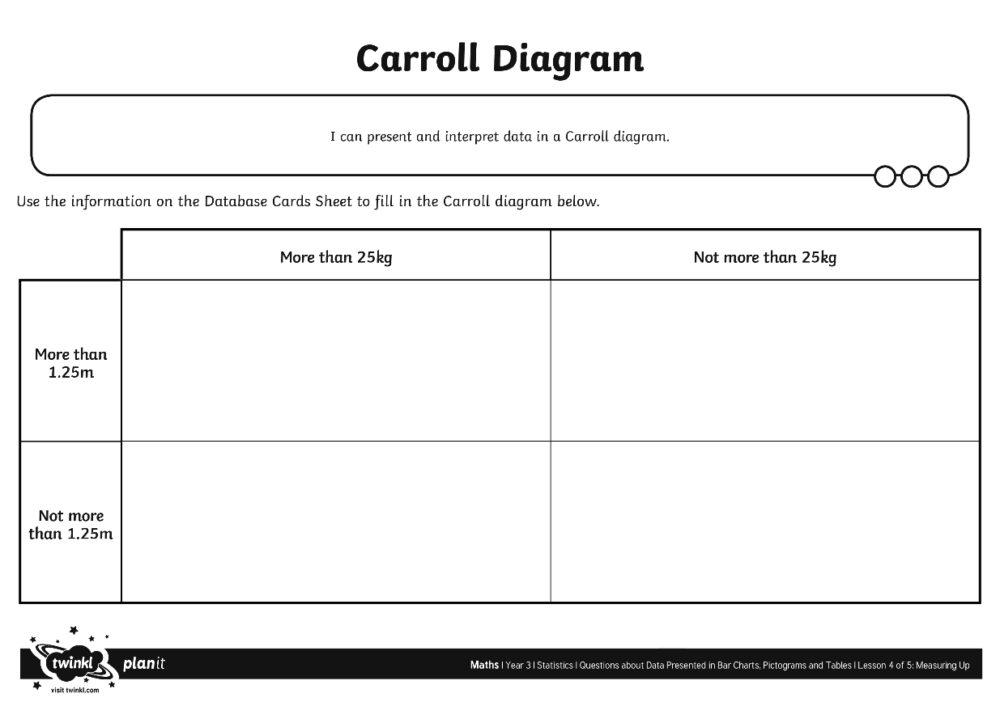 Carroll Diagram
I can present and interpret data in a Carroll diagram.
Use the information on the Database Cards Sheet to fill in the Carroll diagram below.
More than 25kg
Not more than 25kg
More than
1.25m
Not more
than 1.25m
twinkl
planit
visit twinkl.com
Maths | Year 3 | Statistics | Questions about Data Presented in Bar Charts, Pictograms and Tables | Lesson 4 of 5: Measuring Up